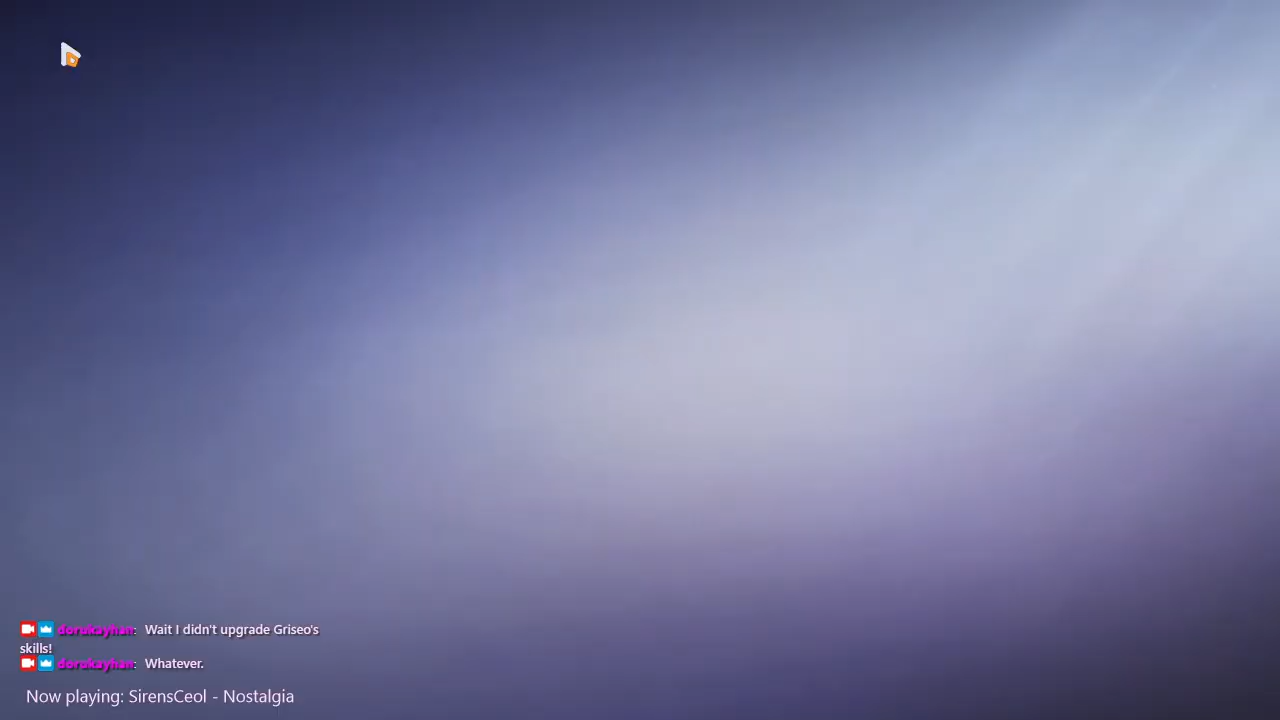 dorukayhan: Wait I didn't upgrade Griseo's
skills!
dorukayhan: Whatever.
Now playing: SirensCeol - Nostalgia